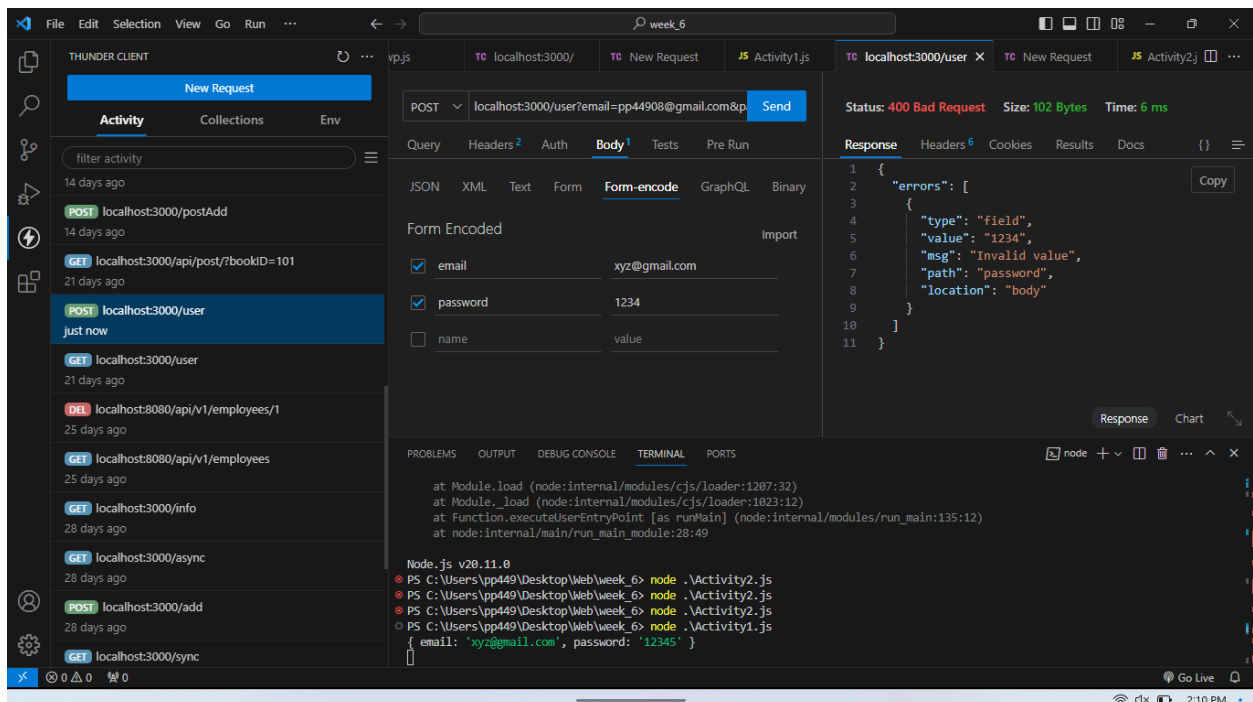 File Edit Selection View Go Run ··· ← → week_6
THUNDER CLIENT
New Request
Activity Collections Env
filter activity
14 days ago
POST localhost:3000/postAdd
14 days ago
GET localhost:3000/api/post/?bookID=101
21 days ago
POST localhost:3000/user
just now
GET localhost:3000/user
21 days ago
DEL localhost:8080/api/v1/employees/1
25 days ago
GET localhost:8080/api/v1/employees
25 days ago
GET localhost:3000/info
28 days ago
GET localhost:3000/async
28 days ago
POST localhost:3000/add
28 days ago
GET localhost:3000/sync
vp.js TC localhost:3000/ TC New Request JS Activity1.js TC localhost:3000/user TC New Request JS Activity2.j
POST localhost:3000/user?email=pp44908@gmail.com&p Send
Query Headers 2 Auth Body 1 Tests Pre Run
JSON XML Text Form Form-encode GraphQL Binary
Form Encoded Import
email xyz@gmail.com
password 1234
name value
Status: 400 Bad Request Size: 102 Bytes Time: 6 ms
Response Headers 6 Cookies Results Docs {}
Copy
1 {
2 "errors": [
3 {
4 "type": "field",
5 "value": "1234",
6 "msg": "Invalid value",
7 "path": "password",
8 "location": "body"
9 }
10 ]
11 }
Response Chart
PROBLEMS OUTPUT DEBUG CONSOLE TERMINAL PORTS node
at Module.load (node:internal/modules/cjs/loader:1207:32)
at Module._load (node:internal/modules/cjs/loader:1023:12)
at Function.executeUserEntryPoint [as runMain] (node:internal/modules/run_main:135:12)
at node:internal/main/run_main_module:28:49
Node.js v20.11.0
PS C:\Users\pp449\Desktop\Web\week_6> node .\Activity2.js
PS C:\Users\pp449\Desktop\Web\week_6> node .\Activity2.js
PS C:\Users\pp449\Desktop\Web\week_6> node .\Activity2.js
PS C:\Users\pp449\Desktop\Web\week_6> node .\Activity1.js
{ email: 'xyz@gmail.com', password: '12345' }
0 0 0 Go Live
2:10 PM